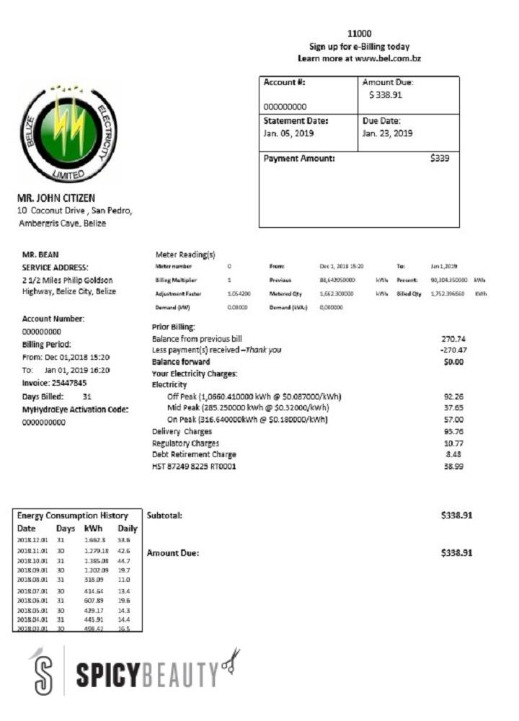 11000
Sign up for e-Billing today
Learn more at www.bel.com.bz
Account #:
000000000
Amount Due:
$ 338.91
Statement Date:
Jan. 05, 2019
Due Date:
Jan. 23, 2019
Payment Amount: $339
BELIZE ELECTRICITY LIMITED
MR. JOHN CITIZEN
10 Coconut Drive , San Pedro,
Ambergris Caye, Belize
MR. BEAN
SERVICE ADDRESS:
2 1/2 Miles Philip Goldson
Highway, Belize City, Belize
Account Number:
000000000
Billing Period:
From: Dec 01,2018 15:20
To: Jan 01, 2019 16:20
Invoice: 25447845
Days Billed: 31
MyHydroEye Activation Code:
0000000000
Meter Reading(s)
Meter number 0 From: Dec 1, 2018 15:20 To: Jan 1,2019
Billing Multiplier 1 Previous kWh Present: kWh
Adjustment Factor 1.054200 Metered Qty 1,662.300000 kWh Billed Qty kWh
Demand (kW) 0.00000 Demand (kVA) 0.000000
Prior Billing:
Balance from previous bill 270.74
Less payment(s) received –Thank you -270.47
Balance forward $0.00
Your Electricity Charges:
Electricity
Off Peak (1,0660.410000 kWh @ $0.087000/kWh) 92.26
Mid Peak (285.250000 kWh @ $0.32000/kWh) 37.65
On Peak (316.640000kWh @ $0.180000/kWh) 57.00
Delivery Charges 93.76
Regulatory Charges 10.77
Debt Retirement Charge 8.48
HST 87249 8225 RT0001 38.99
Subtotal: $338.91
Amount Due: $338.91
Energy Consumption History
Date Days kWh Daily
2018.12.01 31 1.662.3 53.6
2018.11.01 30 1.279.18 42.6
2018.10.01 31 1.385.08 44.7
2018.09.01 30 1.202.09 19.7
2018.08.01 31 318.09 11.0
2018.07.01 30 414.64 13.4
2018.06.01 31 607.89 19.6
2018.05.01 30 429.17 14.3
2018.04.01 31 445.91 14.4
2018.03.01 30 498.42 16.5
S SPICYBEAUTY